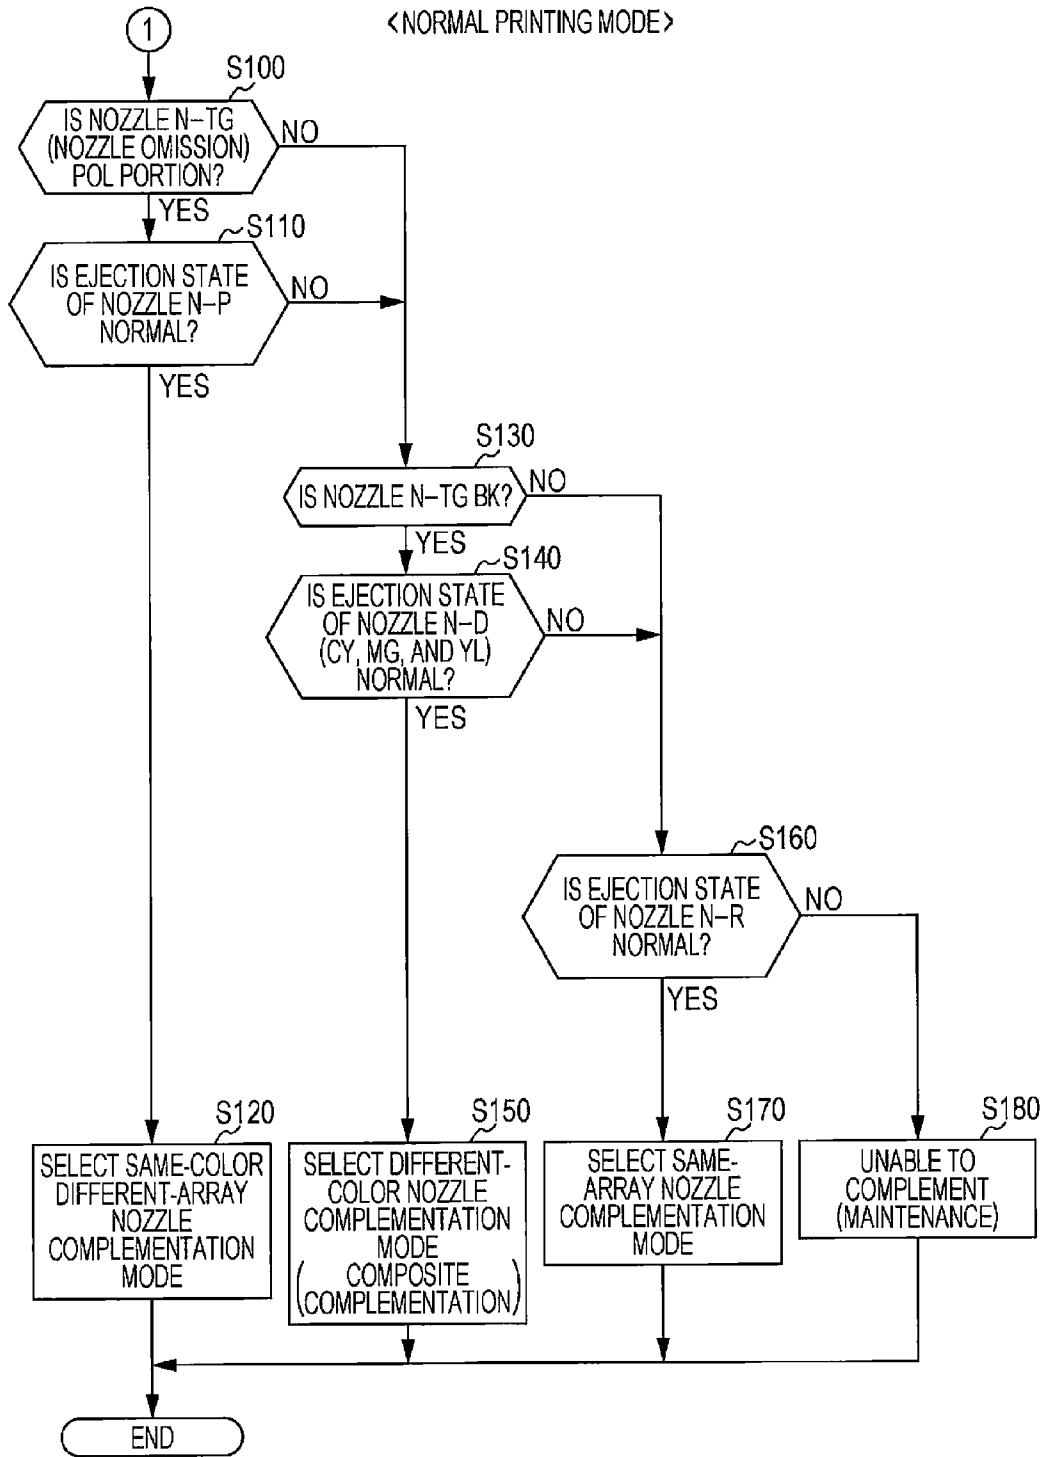 <NORMAL PRINTING MODE>
1
S100
IS NOZZLE N-TG
(NOZZLE OMISSION)
POL PORTION?
NO
YES
S110
IS EJECTION STATE
OF NOZZLE N-P
NORMAL?
NO
YES
S130
IS NOZZLE N-TG BK?
NO
YES
S140
IS EJECTION STATE
OF NOZZLE N-D
(CY, MG, AND YL)
NORMAL?
NO
YES
S160
IS EJECTION STATE
OF NOZZLE N-R
NORMAL?
NO
YES
S120
SELECT SAME-COLOR
DIFFERENT-ARRAY
NOZZLE
COMPLEMENTATION
MODE
S150
SELECT DIFFERENT-
COLOR NOZZLE
COMPLEMENTATION
MODE
(COMPOSITE
COMPLEMENTATION)
S170
SELECT SAME-
ARRAY NOZZLE
COMPLEMENTATION
MODE
S180
UNABLE TO
COMPLEMENT
(MAINTENANCE)
END